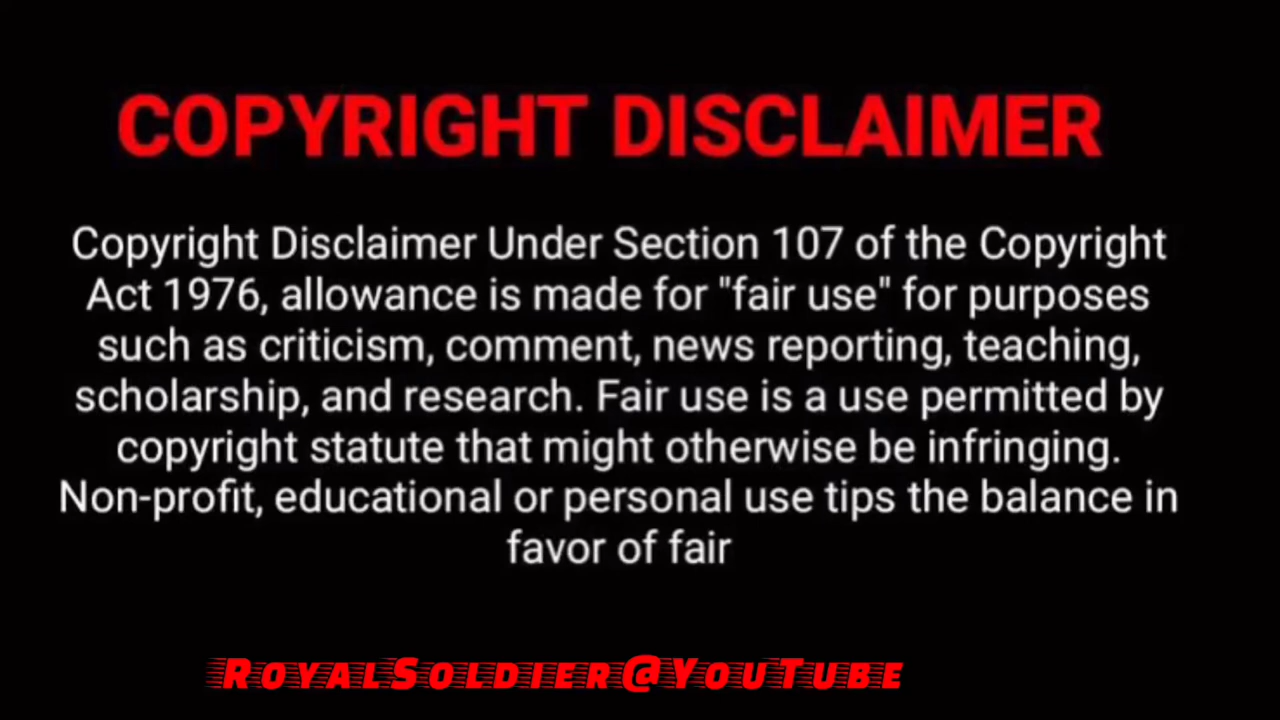 COPYRIGHT DISCLAIMER
Copyright Disclaimer Under Section 107 of the Copyright
Act 1976, allowance is made for "fair use" for purposes
such as criticism, comment, news reporting, teaching,
scholarship, and research. Fair use is a use permitted by
copyright statute that might otherwise be infringing.
Non-profit, educational or personal use tips the balance in
favor of fair
RoyalSoldier@YouTube